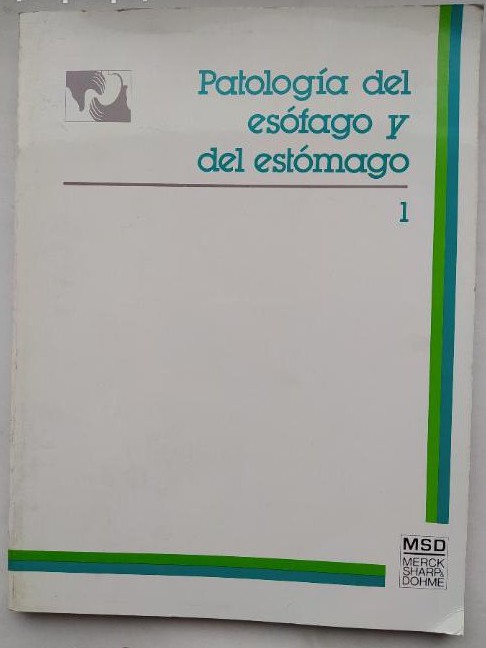 Patología del
esófago y
del estómago
1
MSD
MERCK
SHARP&
DOHME